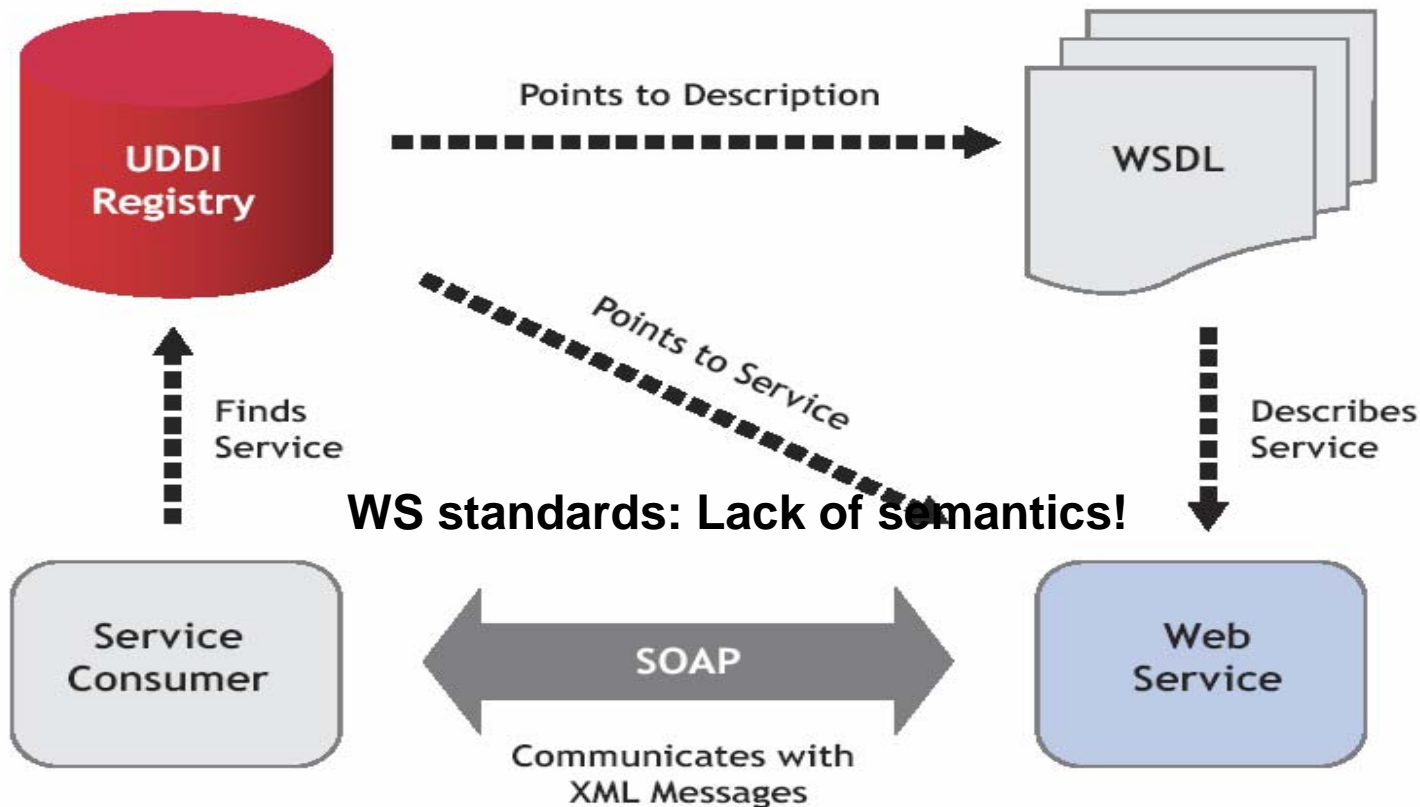 Points to Description
UDDI
Registry
WSDL
Points to Service
Finds
Service
Describes
Service
WS standards: Lack of semantics!
Service
Consumer
SOAP
Web
Service
Communicates with
XML Messages